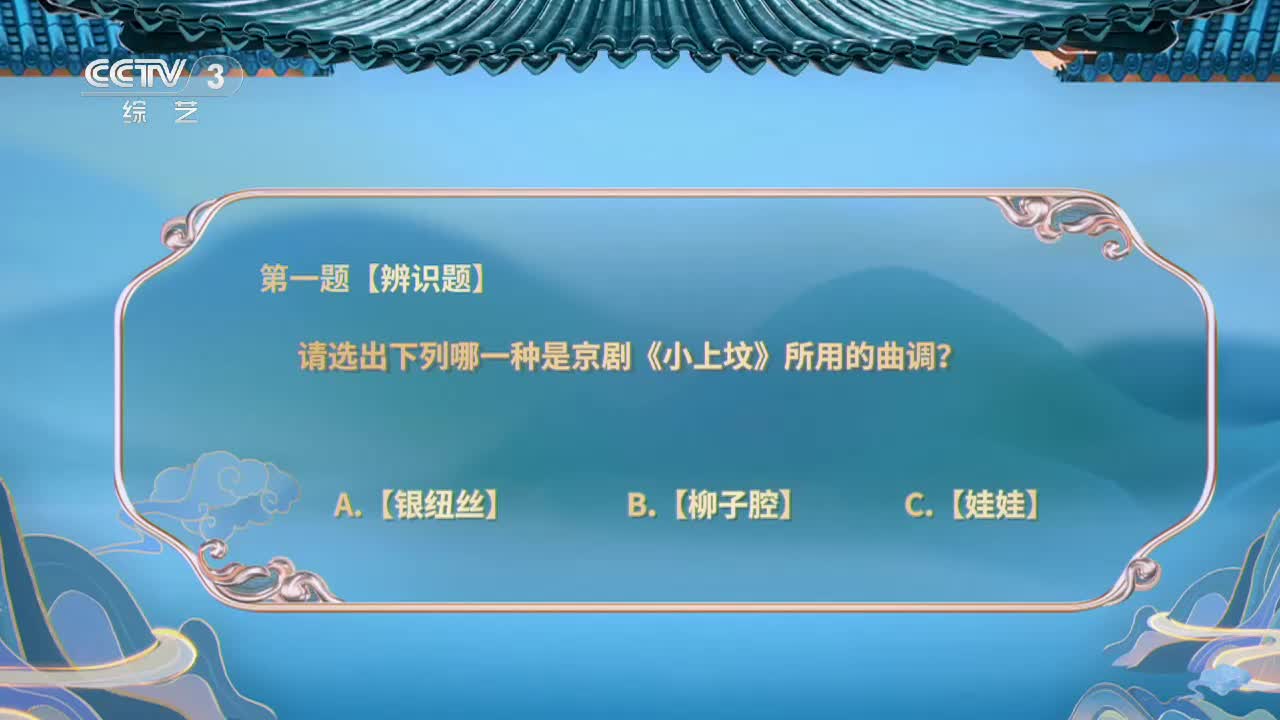 CCTV 3
综艺
第一题【辨识题】
请选出下列哪一种是京剧《小上坟》所用的曲调？
A.【银纽丝】 B.【柳子腔】 C.【娃娃】